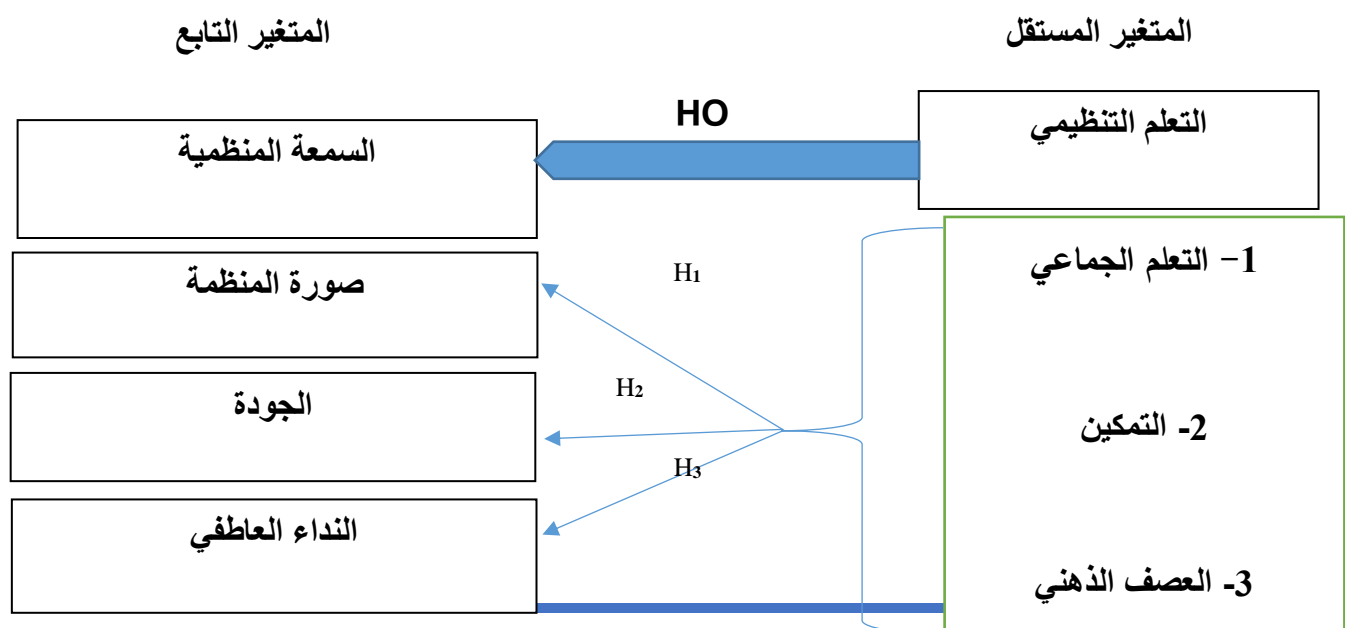 المتغير المستقل
المتغير التابع
التعلم التنظيمي
HO
السمعة المنظمية
1- التعلم الجماعي
H1
صورة المنظمة
H2
الجودة
2- التمكين
H3
النداء العاطفي
3- العصف الذهني